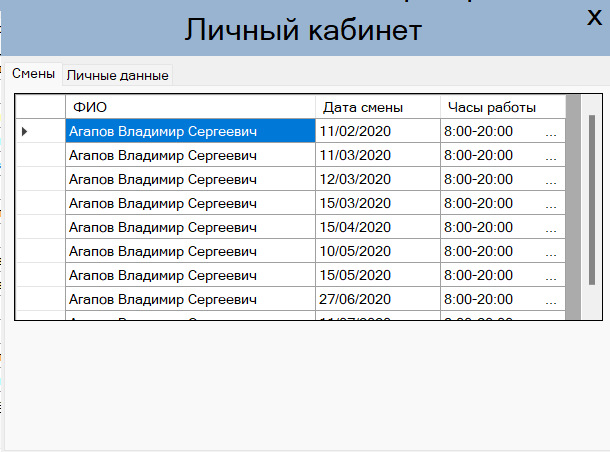 Личный кабинет
x
Смены Личные данные
ФИО Дата смены Часы работы
Агапов Владимир Сергеевич 11/02/2020 8:00-20:00 ...
Агапов Владимир Сергеевич 11/03/2020 8:00-20:00 ...
Агапов Владимир Сергеевич 12/03/2020 8:00-20:00 ...
Агапов Владимир Сергеевич 15/03/2020 8:00-20:00 ...
Агапов Владимир Сергеевич 15/04/2020 8:00-20:00 ...
Агапов Владимир Сергеевич 10/05/2020 8:00-20:00 ...
Агапов Владимир Сергеевич 15/05/2020 8:00-20:00 ...
Агапов Владимир Сергеевич 27/06/2020 8:00-20:00 ...